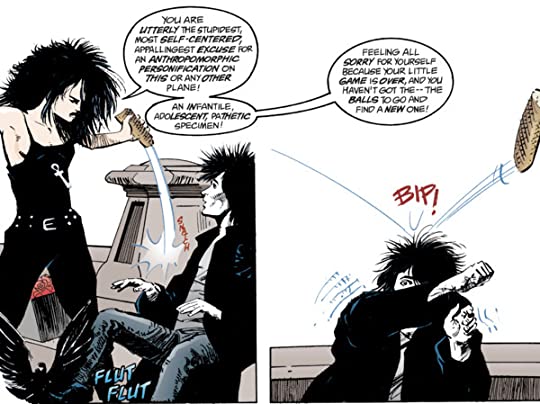 YOU ARE
UTTERLY THE STUPIDEST,
MOST SELF-CENTERED,
APPALLINGEST EXCUSE FOR
AN ANTHROPOMORPHIC
PERSONIFICATION ON
THIS OR ANY OTHER
PLANE!
AN INFANTILE,
ADOLESCENT, PATHETIC
SPECIMEN!
SNATCH
FLUT
FLUT
FEELING ALL
SORRY FOR YOURSELF
BECAUSE YOUR LITTLE
GAME IS OVER, AND YOU
HAVEN'T GOT THE-- THE
BALLS TO GO AND
FIND A NEW ONE!
BIP!